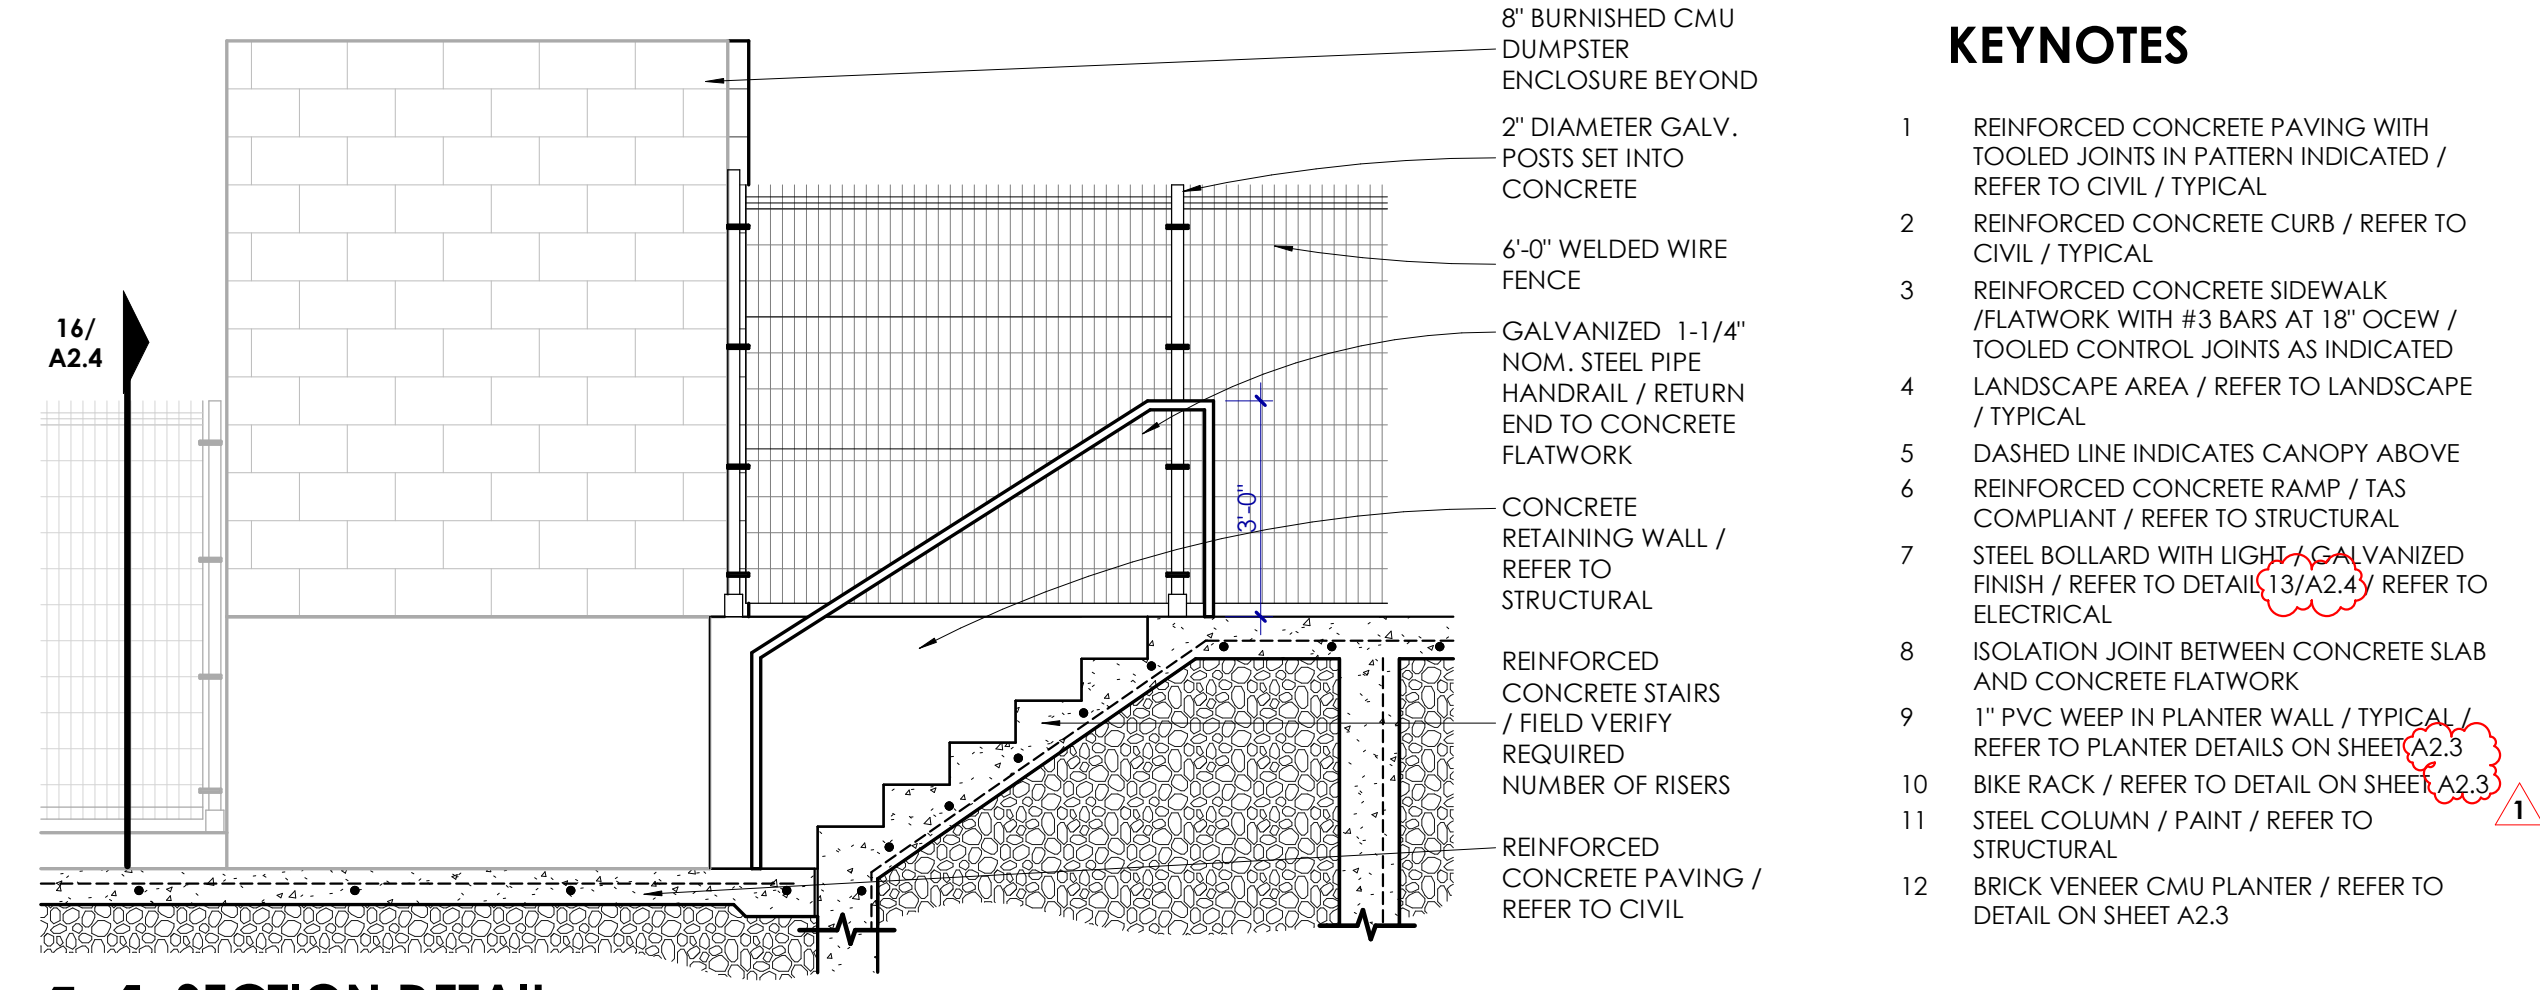 8" BURNISHED CMU
DUMPSTER
ENCLOSURE BEYOND
2" DIAMETER GALV.
POSTS SET INTO
CONCRETE
6'-0" WELDED WIRE
FENCE
GALVANIZED 1-1/4"
NOM. STEEL PIPE
HANDRAIL / RETURN
END TO CONCRETE
FLATWORK
CONCRETE
RETAINING WALL /
REFER TO
STRUCTURAL
REINFORCED
CONCRETE STAIRS
/ FIELD VERIFY
REQUIRED
NUMBER OF RISERS
REINFORCED
CONCRETE PAVING /
REFER TO CIVIL
16/
A2.4
3'-0"
SECTION DETAIL
KEYNOTES
1 REINFORCED CONCRETE PAVING WITH
TOOLED JOINTS IN PATTERN INDICATED /
REFER TO CIVIL / TYPICAL
2 REINFORCED CONCRETE CURB / REFER TO
CIVIL / TYPICAL
3 REINFORCED CONCRETE SIDEWALK
/FLATWORK WITH #3 BARS AT 18" OCEW /
TOOLED CONTROL JOINTS AS INDICATED
4 LANDSCAPE AREA / REFER TO LANDSCAPE
/ TYPICAL
5 DASHED LINE INDICATES CANOPY ABOVE
6 REINFORCED CONCRETE RAMP / TAS
COMPLIANT / REFER TO STRUCTURAL
7 STEEL BOLLARD WITH LIGHT / GALVANIZED
FINISH / REFER TO DETAIL 13/A2.4 / REFER TO
ELECTRICAL
8 ISOLATION JOINT BETWEEN CONCRETE SLAB
AND CONCRETE FLATWORK
9 1" PVC WEEP IN PLANTER WALL / TYPICAL /
REFER TO PLANTER DETAILS ON SHEET A2.3
10 BIKE RACK / REFER TO DETAIL ON SHEET A2.3
1
11 STEEL COLUMN / PAINT / REFER TO
STRUCTURAL
12 BRICK VENEER CMU PLANTER / REFER TO
DETAIL ON SHEET A2.3